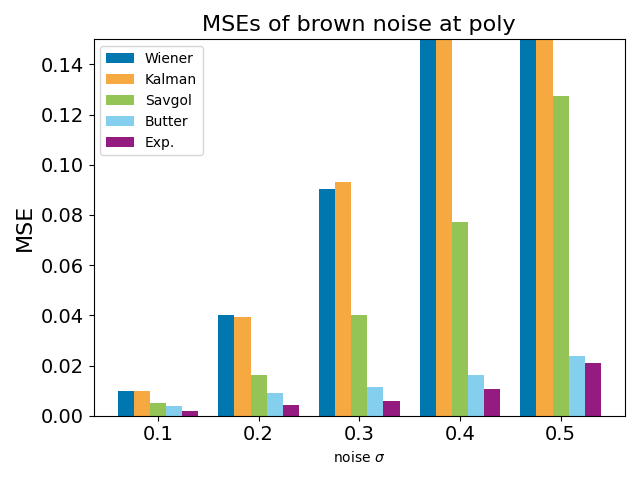 MSEs of brown noise at poly
Wiener
Kalman
Savgol
Butter
Exp.
MSE
0.14
0.12
0.10
0.08
0.06
0.04
0.02
0.00
0.1 0.2 0.3 0.4 0.5
noise σ